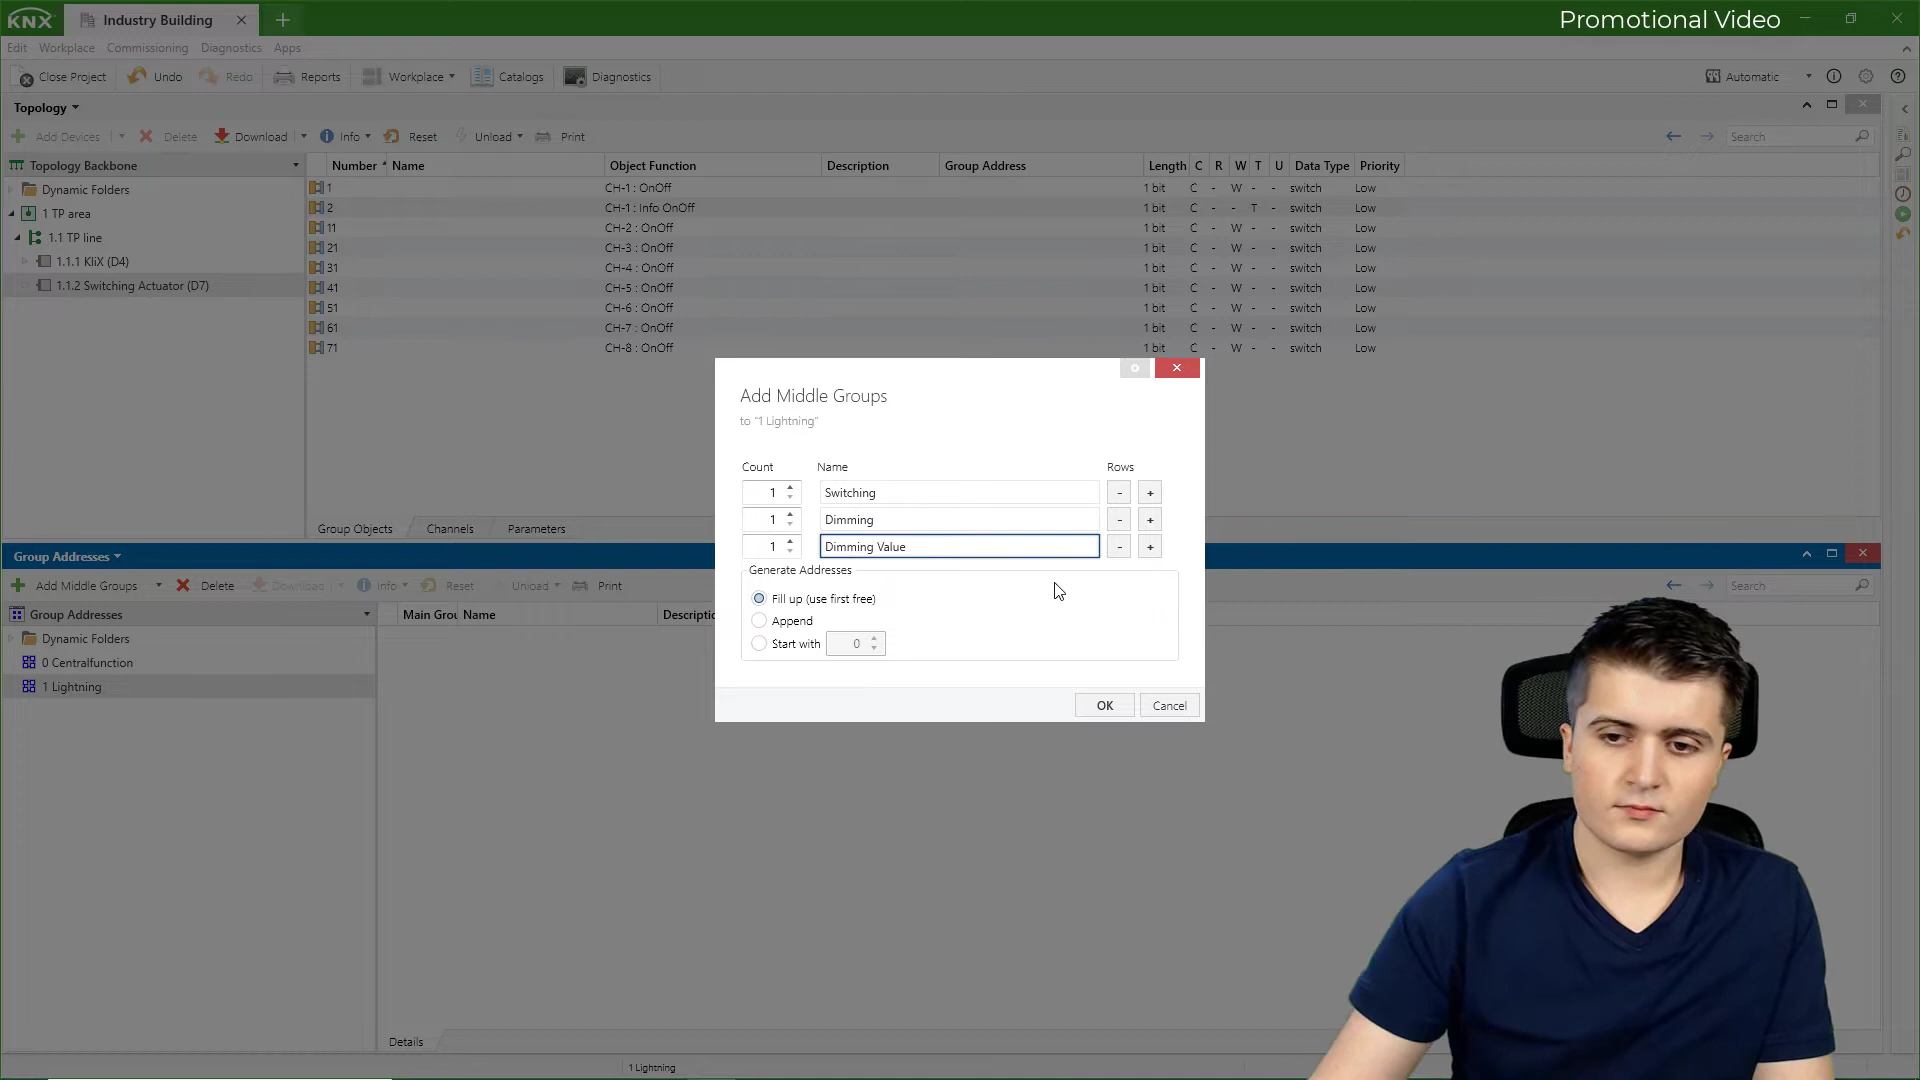 KNX Industry Building Promotional Video
Edit Workplace Commissioning Diagnostics Apps
Close Project Undo Redo Reports Workplace Catalogs Diagnostics Automatic
Topology
Add Devices Delete Download Info Reset Unload Print Search
Topology Backbone Number Name Object Function Description Group Address Length C R W T U Data Type Priority
Dynamic Folders 1 CH-1 : OnOff 1 bit C - W - - switch Low
1 TP area 2 CH-1 : Info OnOff 1 bit C - - T - switch Low
11 CH-2 : OnOff 1 bit C - W - - switch Low
1.1 TP line 21 CH-3 : OnOff 1 bit C - W - - switch Low
1.1.1 KliX (D4) 31 CH-4 : OnOff 1 bit C - W - - switch Low
1.1.2 Switching Actuator (D7) 41 CH-5 : OnOff 1 bit C - W - - switch Low
51 CH-6 : OnOff 1 bit C - W - - switch Low
61 CH-7 : OnOff 1 bit C - W - - switch Low
71 CH-8 : OnOff 1 bit C - W - - switch Low
Add Middle Groups
to "1 Lightning"
Count Name Rows
1 Switching - +
1 Dimming - +
1 Dimming Value - +
Generate Addresses
Fill up (use first free)
Append
Start with 0
OK Cancel
Group Objects Channels Parameters
Group Addresses
Add Middle Groups Delete Download Info Reset Unload Print Search
Group Addresses Main Grou Name Descripti
Dynamic Folders
0 Centralfunction
1 Lightning
Details
1 Lightning